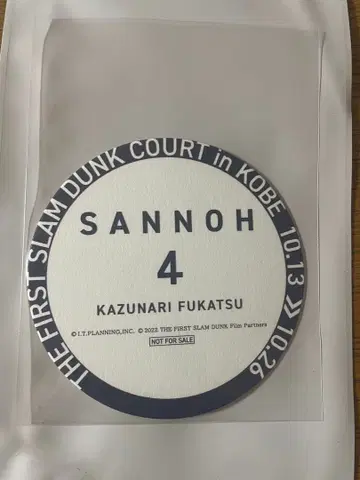 THE FIRST SLAM DUNK COURT in KOBE 10.13 >> 10.26
SANNOH
4
KAZUNARI FUKATSU
© I.T.PLANNING,INC. © 2022 THE FIRST SLAM DUNK Film Partners
NOT FOR SALE